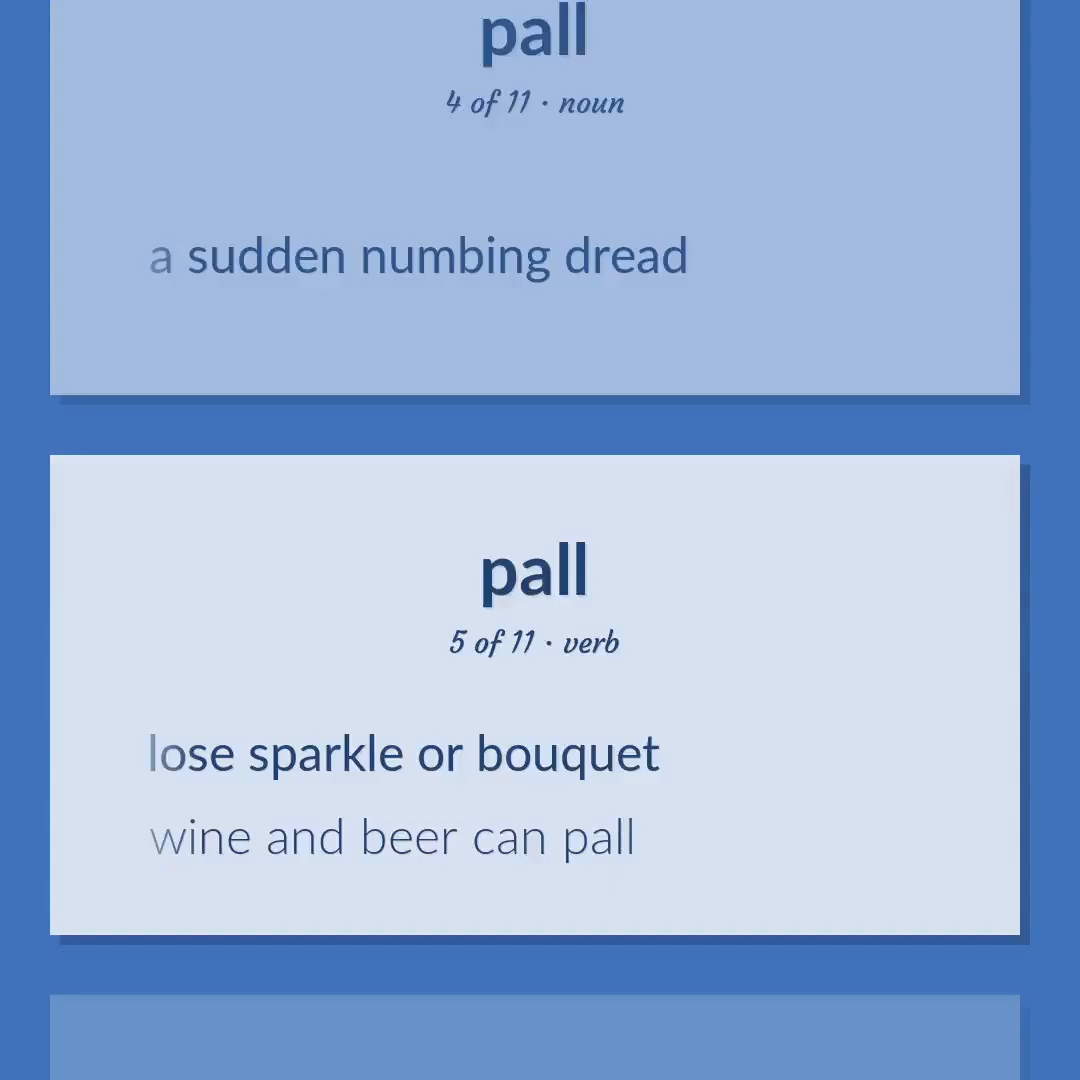 pall
4 of 11 · noun
a sudden numbing dread
pall
5 of 11 · verb
lose sparkle or bouquet
wine and beer can pall